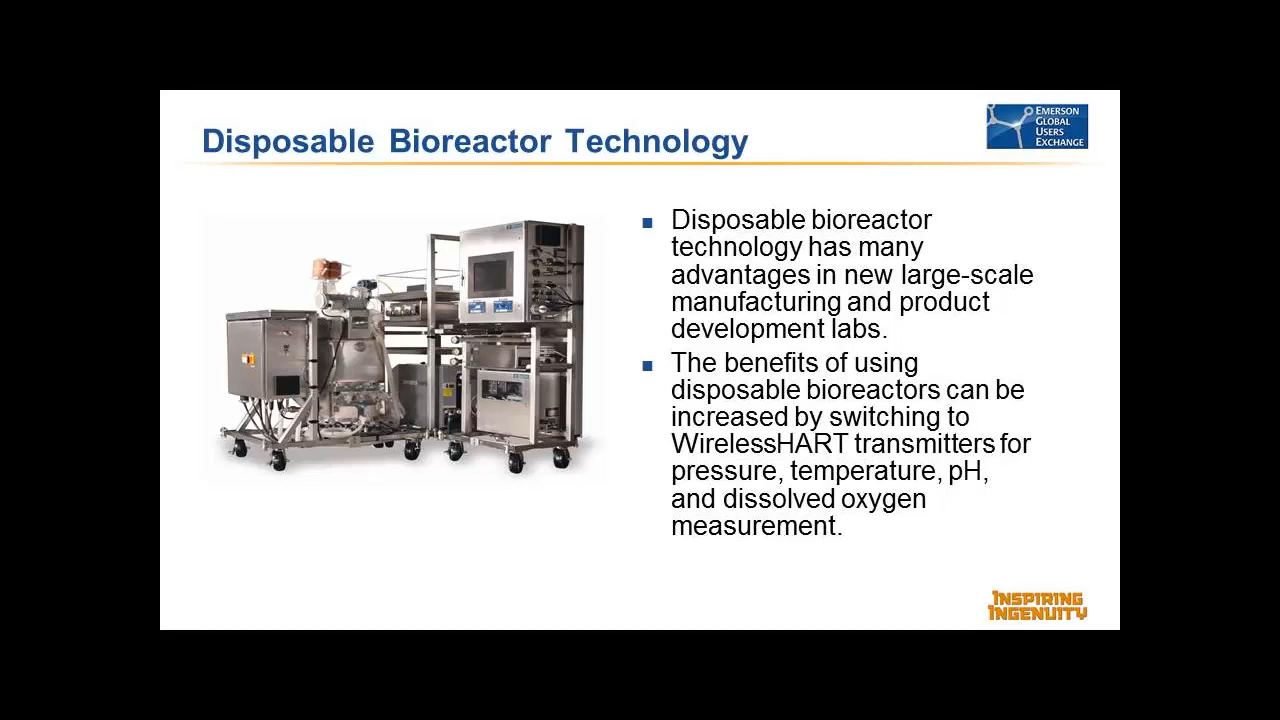 Disposable Bioreactor Technology
EMERSON
GLOBAL
USERS
EXCHANGE
Disposable bioreactor
technology has many
advantages in new large-scale
manufacturing and product
development labs.
The benefits of using
disposable bioreactors can be
increased by switching to
WirelessHART transmitters for
pressure, temperature, pH,
and dissolved oxygen
measurement.
INSPIRING
INGENUITY